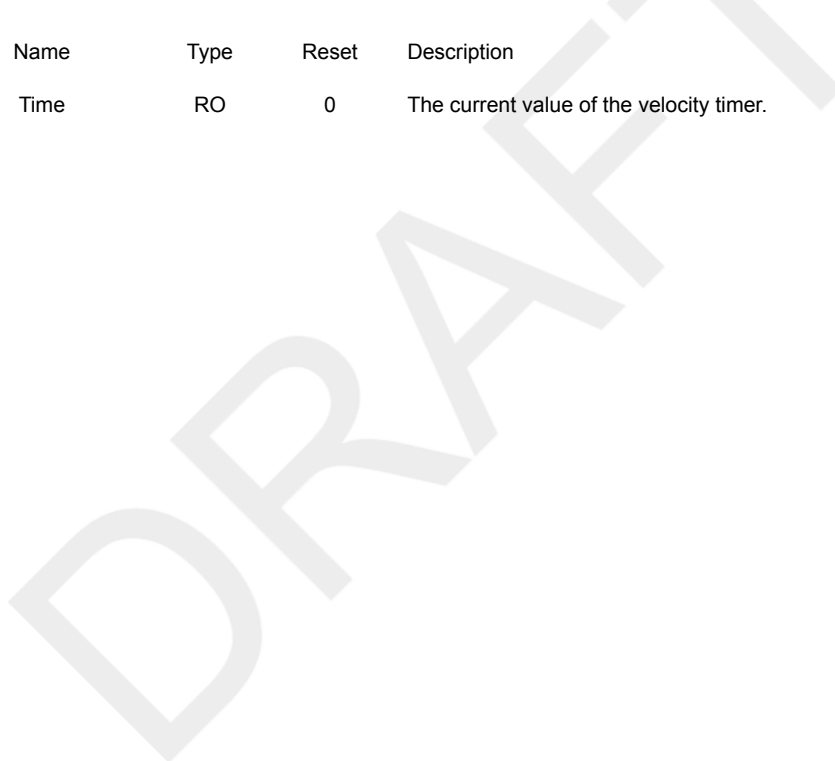 Name Type Reset Description
Time RO 0 The current value of the velocity timer.
DRAFT